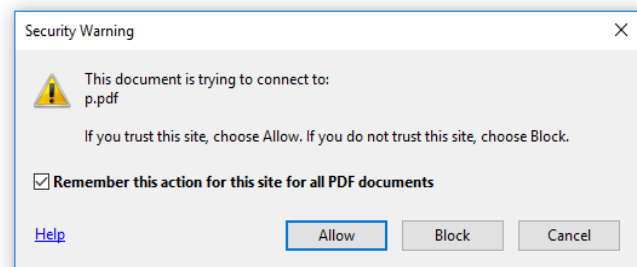 Security Warning
This document is trying to connect to:
p.pdf
If you trust this site, choose Allow. If you do not trust this site, choose Block.
Remember this action for this site for all PDF documents
Help
Allow
Block
Cancel